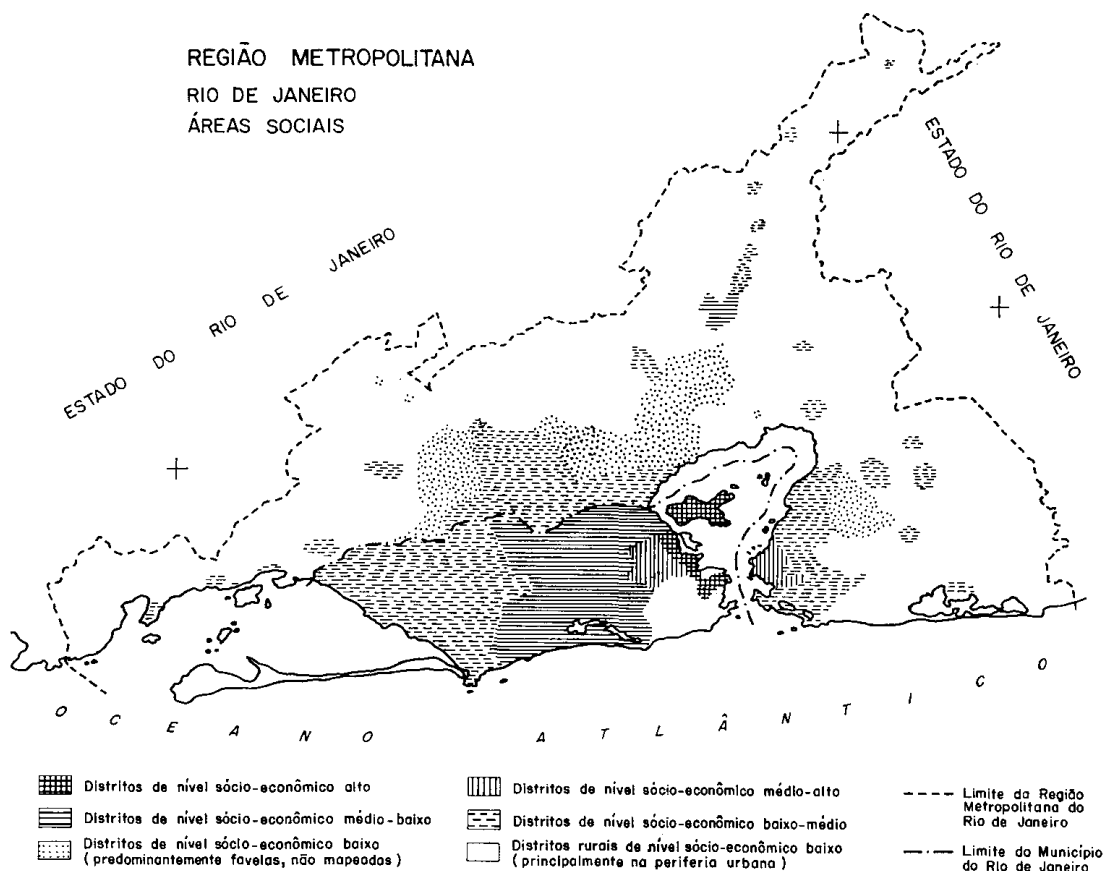 REGIÃO METROPOLITANA
RIO DE JANEIRO
ÁREAS SOCIAIS
ESTADO DO RIO DE JANEIRO
ESTADO DO RIO DE JANEIRO
OCEANO ATLÂNTICO
Distritos de nível sócio-econômico alto
Distritos de nível sócio-econômico médio-baixo
Distritos de nível sócio-econômico baixo
(predominantemente favelas, não mapeadas)
Distritos de nível sócio-econômico médio-alto
Distritos de nível sócio-econômico baixo-médio
Distritos rurais de nível sócio-econômico baixo
(principalmente na periferia urbana)
Limite da Região
Metropolitana do
Rio de Janeiro
Limite do Município
do Rio de Janeiro